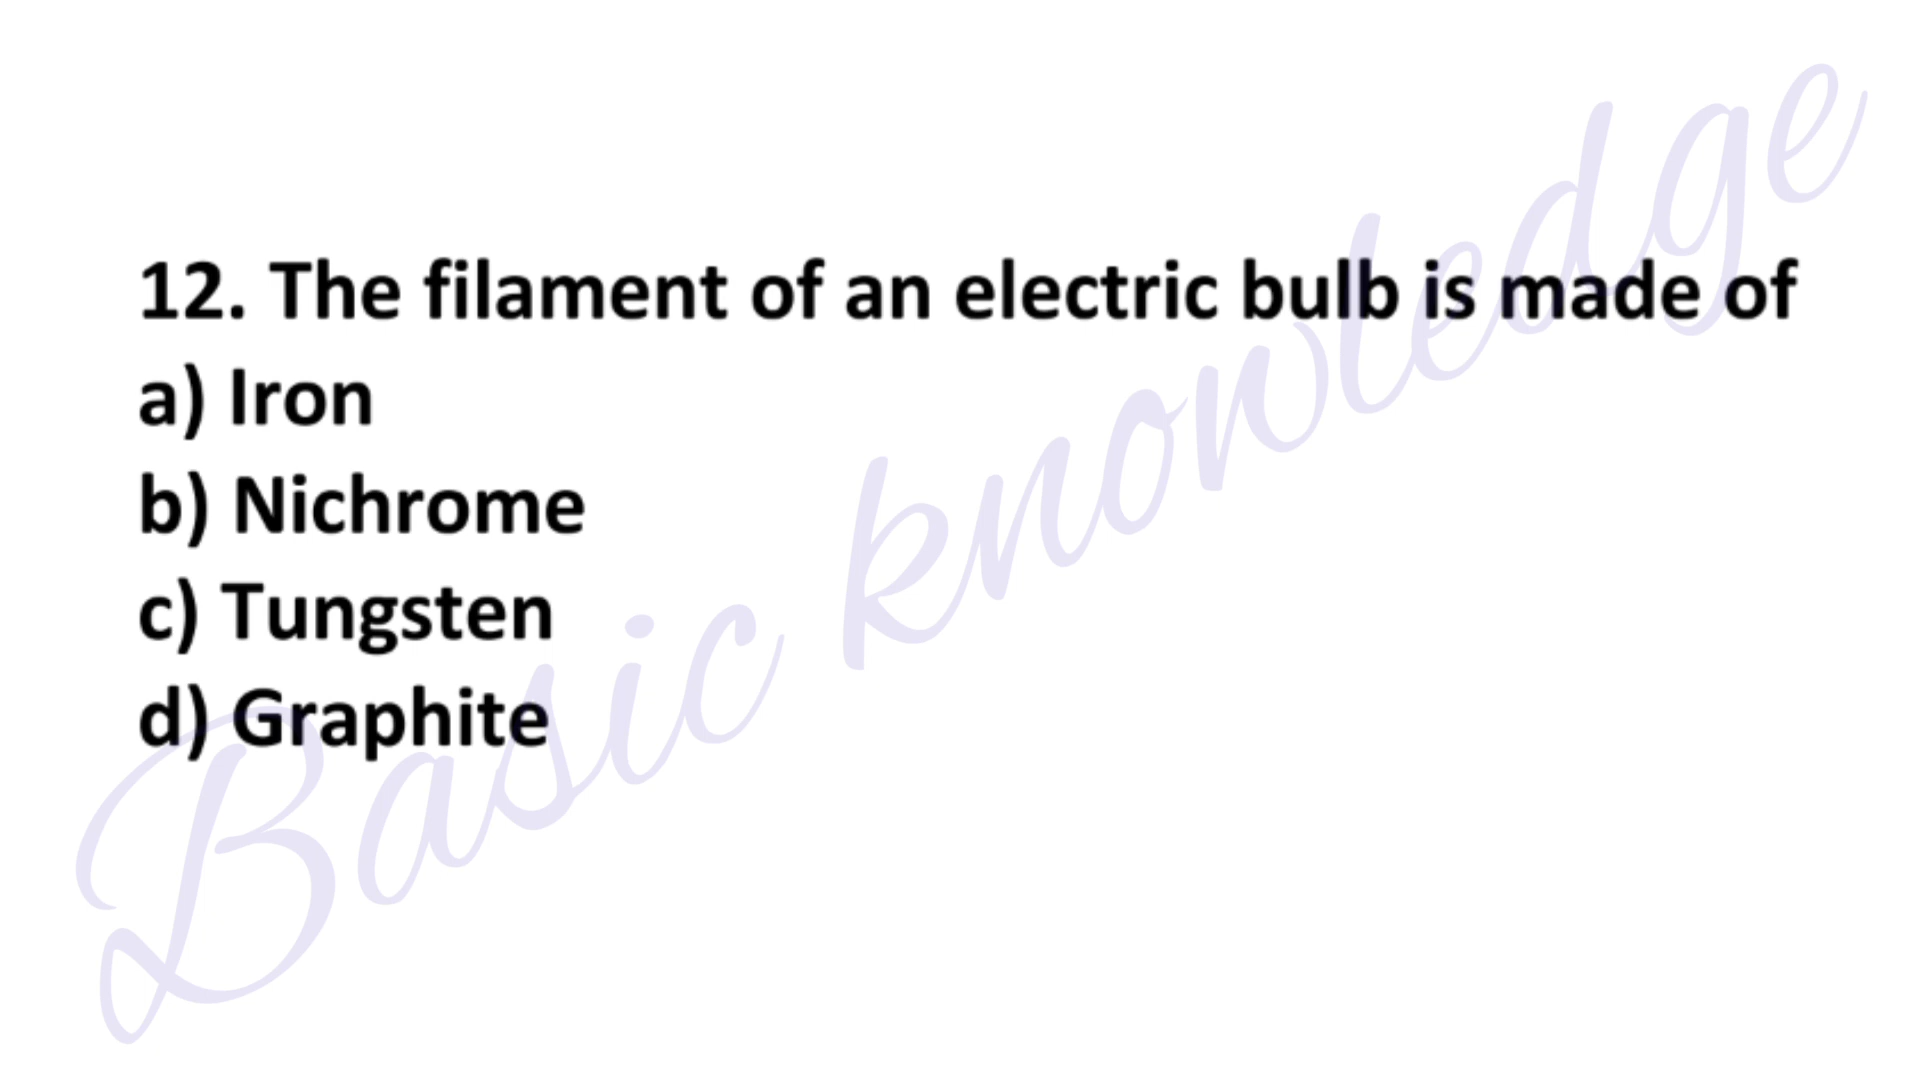 12. The filament of an electric bulb is made of
a) Iron
b) Nichrome
c) Tungsten
d) Graphite
Basic knowledge